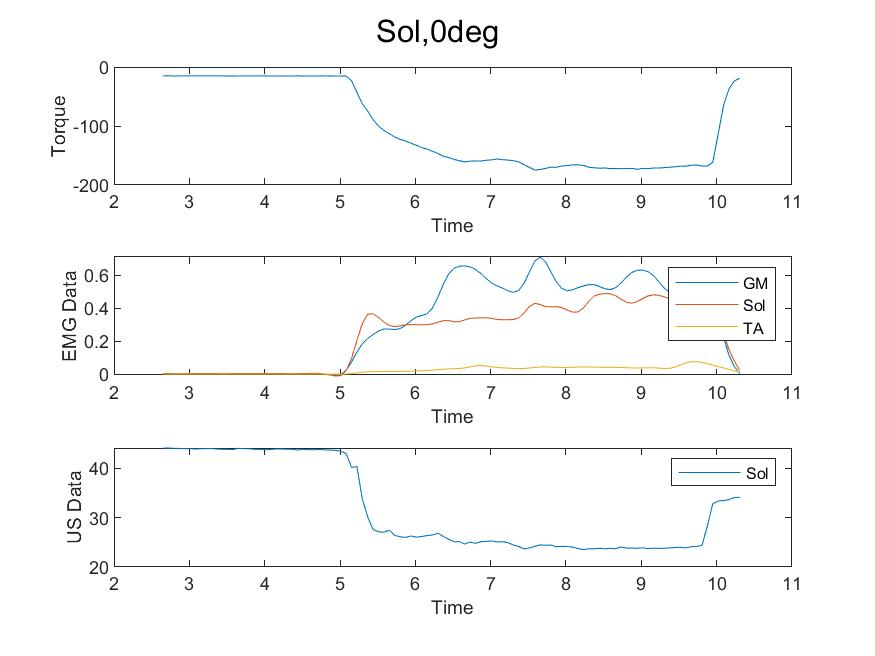 Sol,0deg
0
-100
-200
Torque
2 3 4 5 6 7 8 9 10 11
Time
0.6
0.4
0.2
0
EMG Data
GM
Sol
TA
2 3 4 5 6 7 8 9 10 11
Time
40
30
20
US Data
Sol
2 3 4 5 6 7 8 9 10 11
Time